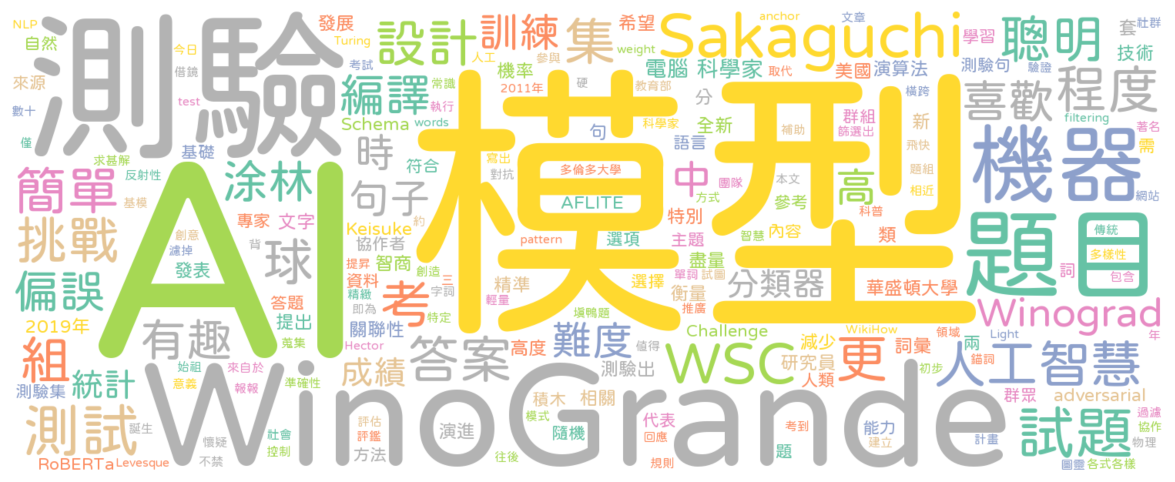 NLP 今日 人工 發展 希望 anchor 文章 社群
自然 Turing 設計 訓練 集 weight Sakaguchi 聰明 套 驗證
測驗 借鏡 考試 參與 學習 技術
來源 機率 電腦 科學家 取代 美國 演算法 測驗句 橫跨
數十 test 編譯 常識 執行 2011年 硬 教育部 分 喜歡 程度
僅 Schema words 科學家 全新 群組 新 filtering 著名
基礎 時 句 語言 補助 篩選出 機器 需
求甚解 反射性 涂林 符合 寫出 對抗 多倫多大學 模型 中 方式 團隊 本文 飛快 題組 高 相近 網站
簡單 基模 句子 AFLITE 參考 科普
AI 專家 文字 Keisuke 約 特別 題目 傳統
挑戰 創意 背 協作者 pattern 選項 主題 智慧 內容 類 多樣性
濾掉 發表 球 提昇 智商 創造 三 精準 盡量 單詞 試圖 詞 包含
偏誤 答題 資料 精緻 字詞 輕量 選擇 衡量 分類器 華盛頓大學
2019年 提出 即為 特定 填鴨題 推廣 Winograd
有趣 蒐集 關聯性 難度 Challenge 減少 WikiHow 領域 Light 年
組 始祖 來自於 Hector 答案 高度 值得 WSC 研究員 更 詞彙 兩 錨詞 人工智慧
測驗集 統計 意義 報報 準確性 成績 測驗出 人類 初步 群眾 adversarial
測試 誕生 WinoGrande 積木 相關 代表 能力 試題 過濾
懷疑 社會 評估 模式 演進 隨機 回應 建立 計畫 協作
RoBERTa Levesque 不禁 控制 評鑑 方法 往後 規則 題 考到 圖靈 各式各樣 物理
考